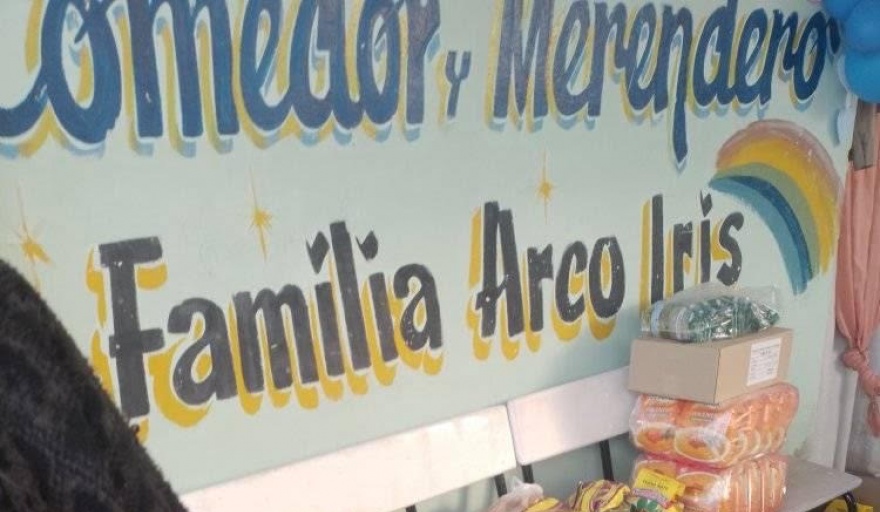 Comedor y Merendero
Familia Arco Iris